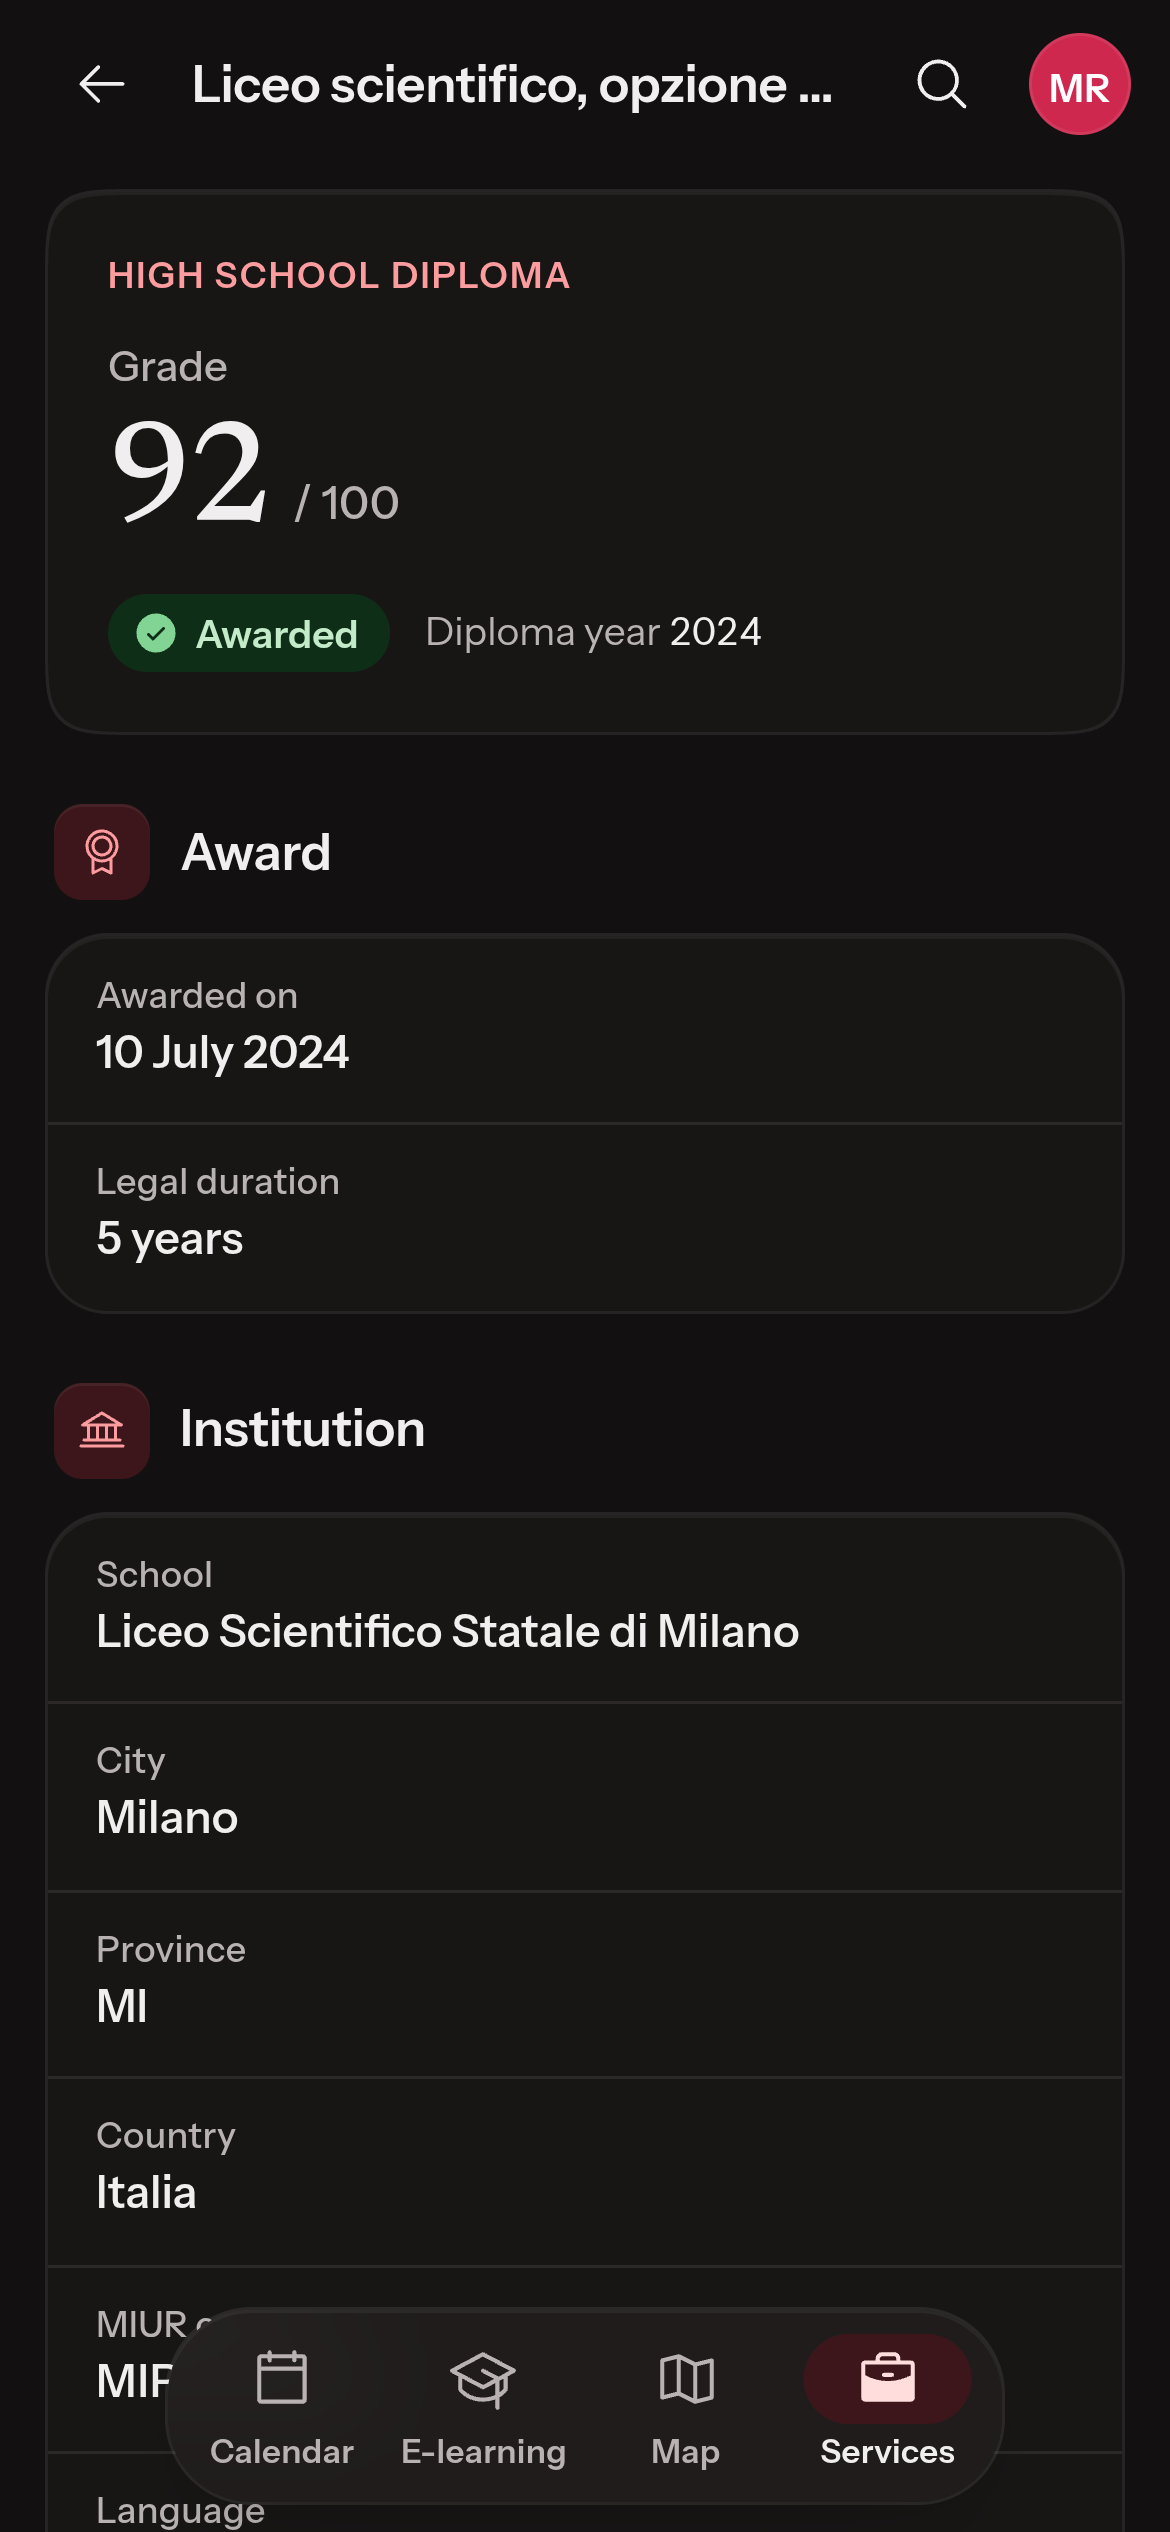 Liceo scientifico, opzione ...
MR
HIGH SCHOOL DIPLOMA
Grade
92 / 100
Awarded
Diploma year 2024
Award
Awarded on
10 July 2024
Legal duration
5 years
Institution
School
Liceo Scientifico Statale di Milano
City
Milano
Province
MI
Country
Italia
MIUR
Calendar
E-learning
Map
Services
Language